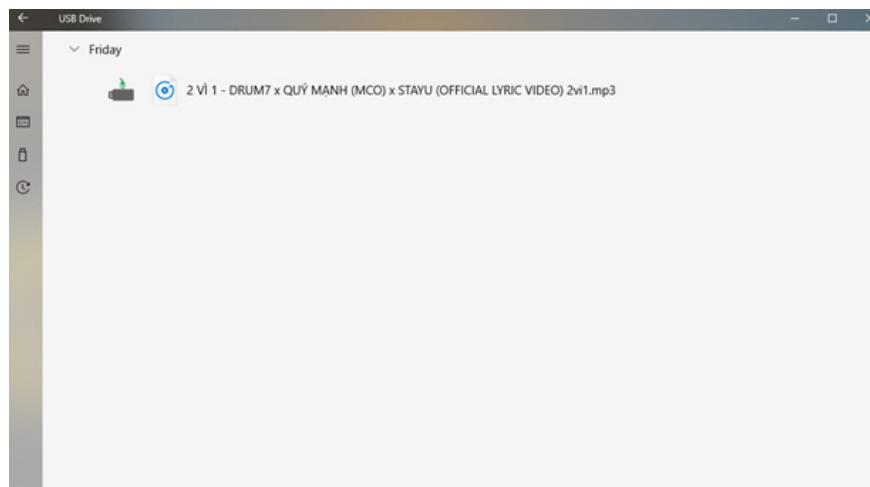 USB Drive
Friday
2 VÌ 1 - DRUM7 x QUÝ MẠNH (MCO) x STAYU (OFFICIAL LYRIC VIDEO) 2vi1.mp3